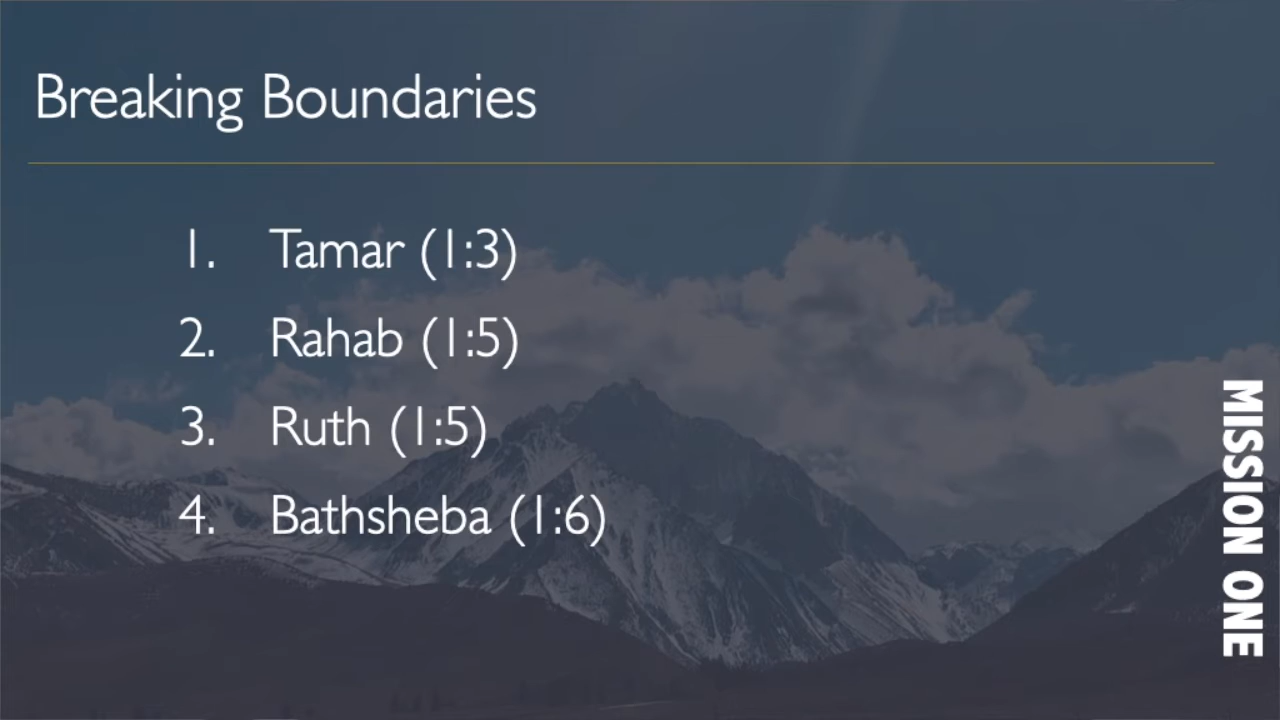 Breaking Boundaries
1. Tamar (1:3)
2. Rahab (1:5)
3. Ruth (1:5)
4. Bathsheba (1:6)
MISSION ONE